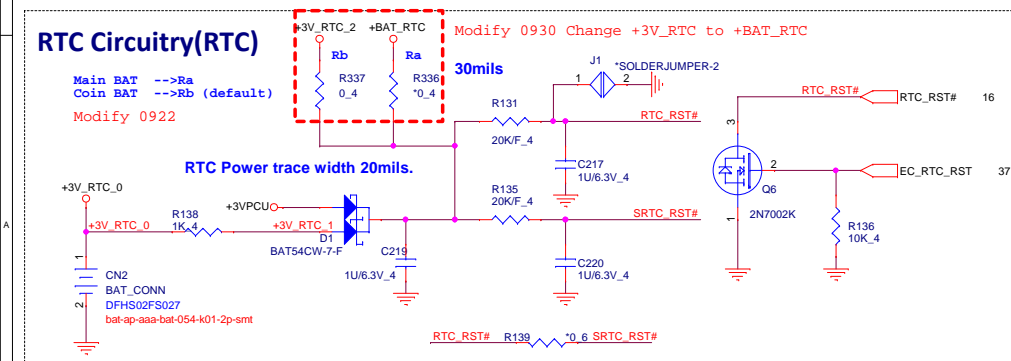 RTC Circuitry(RTC)
+3V_RTC_2
+BAT_RTC
Modify 0930 Change +3V_RTC to +BAT_RTC
Rb
Ra
R337
0_4
R336
*0_4
30mils
Main BAT -->Ra
Coin BAT -->Rb (default)
Modify 0922
J1
*SOLDERJUMPER-2
1
2
R131
20K/F_4
RTC_RST#
C217
1U/6.3V_4
RTC_RST#
RTC_RST#
16
3
2
1
Q6
2N7002K
EC_RTC_RST
37
R136
10K_4
RTC Power trace width 20mils.
+3V_RTC_0
+3VPCU
+3V_RTC_0
R138
1K_4
+3V_RTC_1
D1
BAT54CW-7-F
C219
1U/6.3V_4
R135
20K/F_4
SRTC_RST#
C220
1U/6.3V_4
A
1
2
CN2
BAT_CONN
DFHS02FS027
bat-ap-aaa-bat-054-k01-2p-smt
RTC_RST#
R139
*0_6
SRTC_RST#